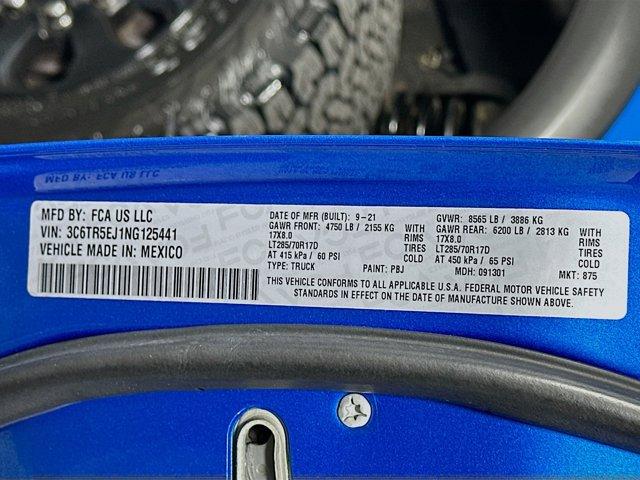 MFD BY: FCA US LLC
VIN: 3C6TR5EJ1NG125441
VEHICLE MADE IN: MEXICO
DATE OF MFR (BUILT): 9-21
GAWR FRONT: 4750 LB / 2155 KG WITH
17X8.0 RIMS
LT285/70R17D TIRES
AT 415 kPa / 60 PSI COLD
TYPE: TRUCK PAINT: PBJ
GVWR: 8565 LB / 3886 KG
GAWR REAR: 6200 LB / 2813 KG WITH
17X8.0 RIMS
LT285/70R17D TIRES
AT 450 kPa / 65 PSI COLD
MDH: 091301 MKT: 875
THIS VEHICLE CONFORMS TO ALL APPLICABLE U.S.A. FEDERAL MOTOR VEHICLE SAFETY
STANDARDS IN EFFECT ON THE DATE OF MANUFACTURE SHOWN ABOVE.